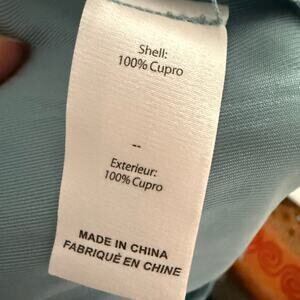 Shell:
100% Cupro
--
Exterieur:
100% Cupro
MADE IN CHINA
FABRIQUÉ EN CHINE